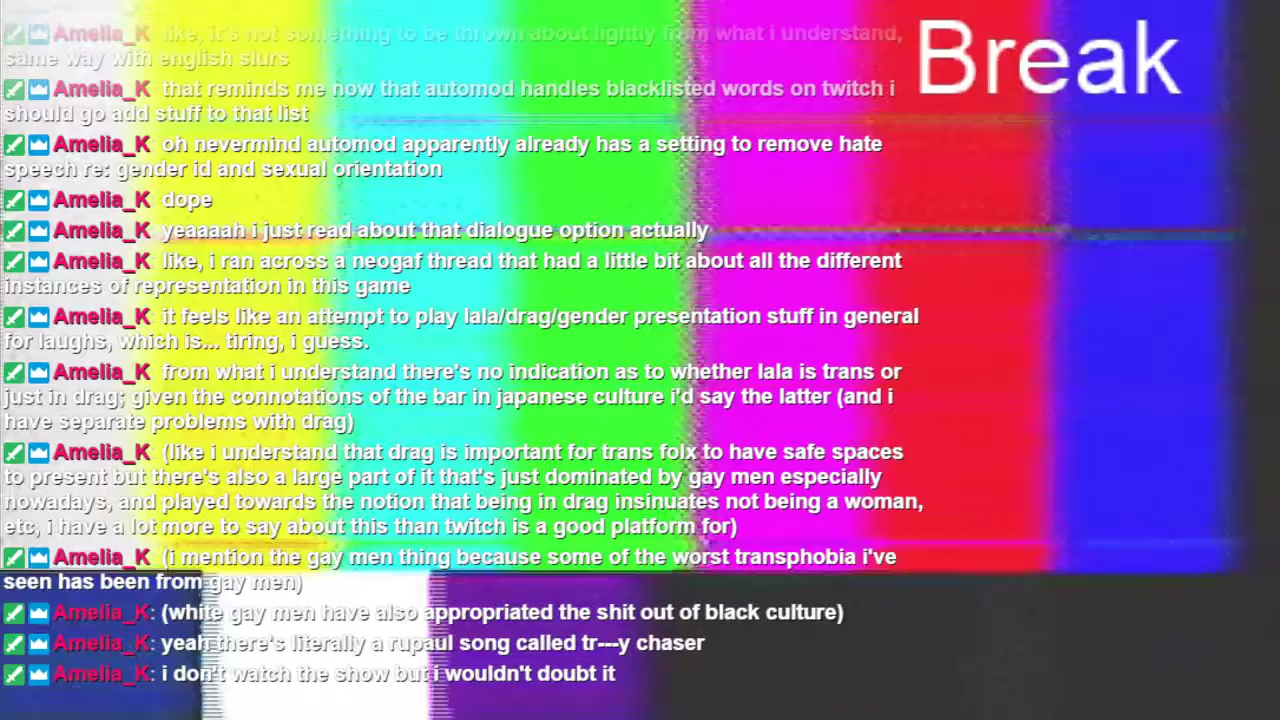 Amelia_K like, it's not something to be thrown about lightly from what i understand,
same way with english slurs
Break
Amelia_K that reminds me now that automod handles blacklisted words on twitch i
should go add stuff to that list
Amelia_K oh nevermind automod apparently already has a setting to remove hate
speech re: gender id and sexual orientation
Amelia_K dope
Amelia_K yeaaaah i just read about that dialogue option actually
Amelia_K like, i ran across a neogaf thread that had a little bit about all the different
instances of representation in this game
Amelia_K it feels like an attempt to play lala/drag/gender presentation stuff in general
for laughs, which is... tiring, i guess.
Amelia_K from what i understand there's no indication as to whether lala is trans or
just in drag; given the connotations of the bar in japanese culture i'd say the latter (and i
have separate problems with drag)
Amelia_K (like i understand that drag is important for trans folx to have safe spaces
to present but there's also a large part of it that's just dominated by gay men especially
nowadays, and played towards the notion that being in drag insinuates not being a woman,
etc, i have a lot more to say about this than twitch is a good platform for)
Amelia_K (i mention the gay men thing because some of the worst transphobia i've
seen has been from gay men)
Amelia_K: (white gay men have also appropriated the shit out of black culture)
Amelia_K: yeah there's literally a rupaul song called tr---y chaser
Amelia_K: i don't watch the show but i wouldn't doubt it